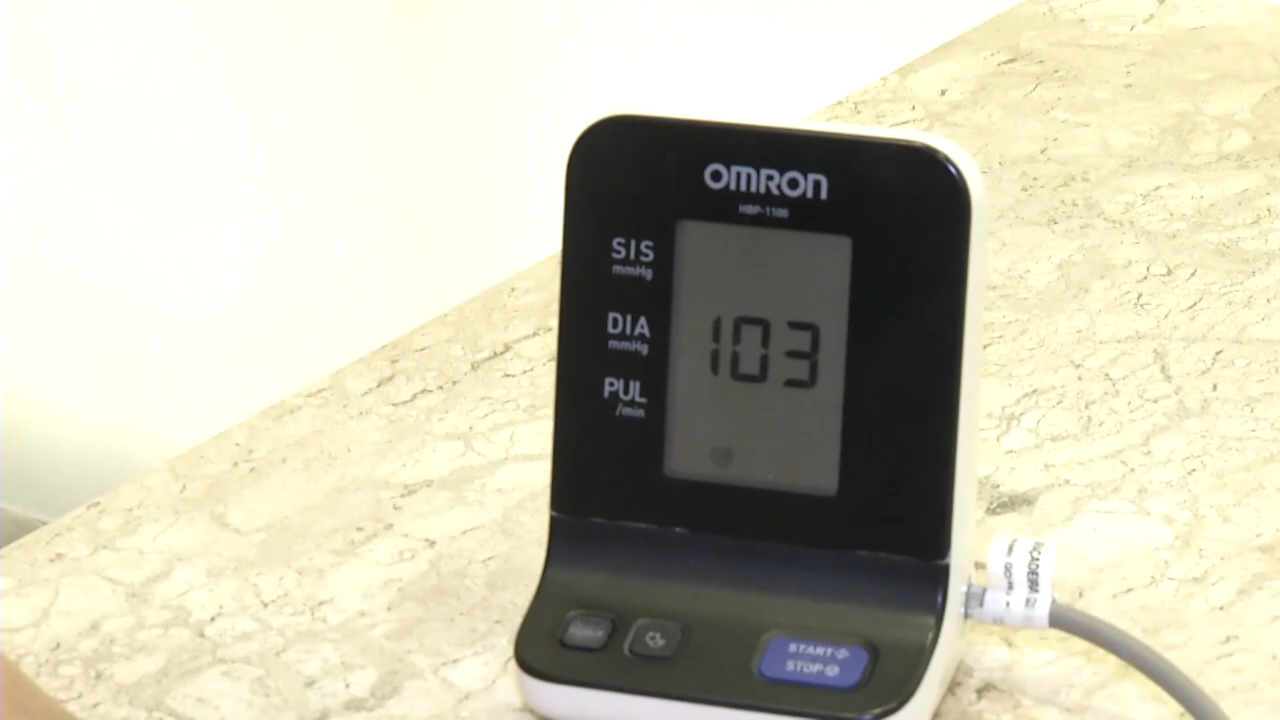 OMRON
HBP-1100
SIS
mmHg
DIA
mmHg
PUL
/min
103
START
STOP